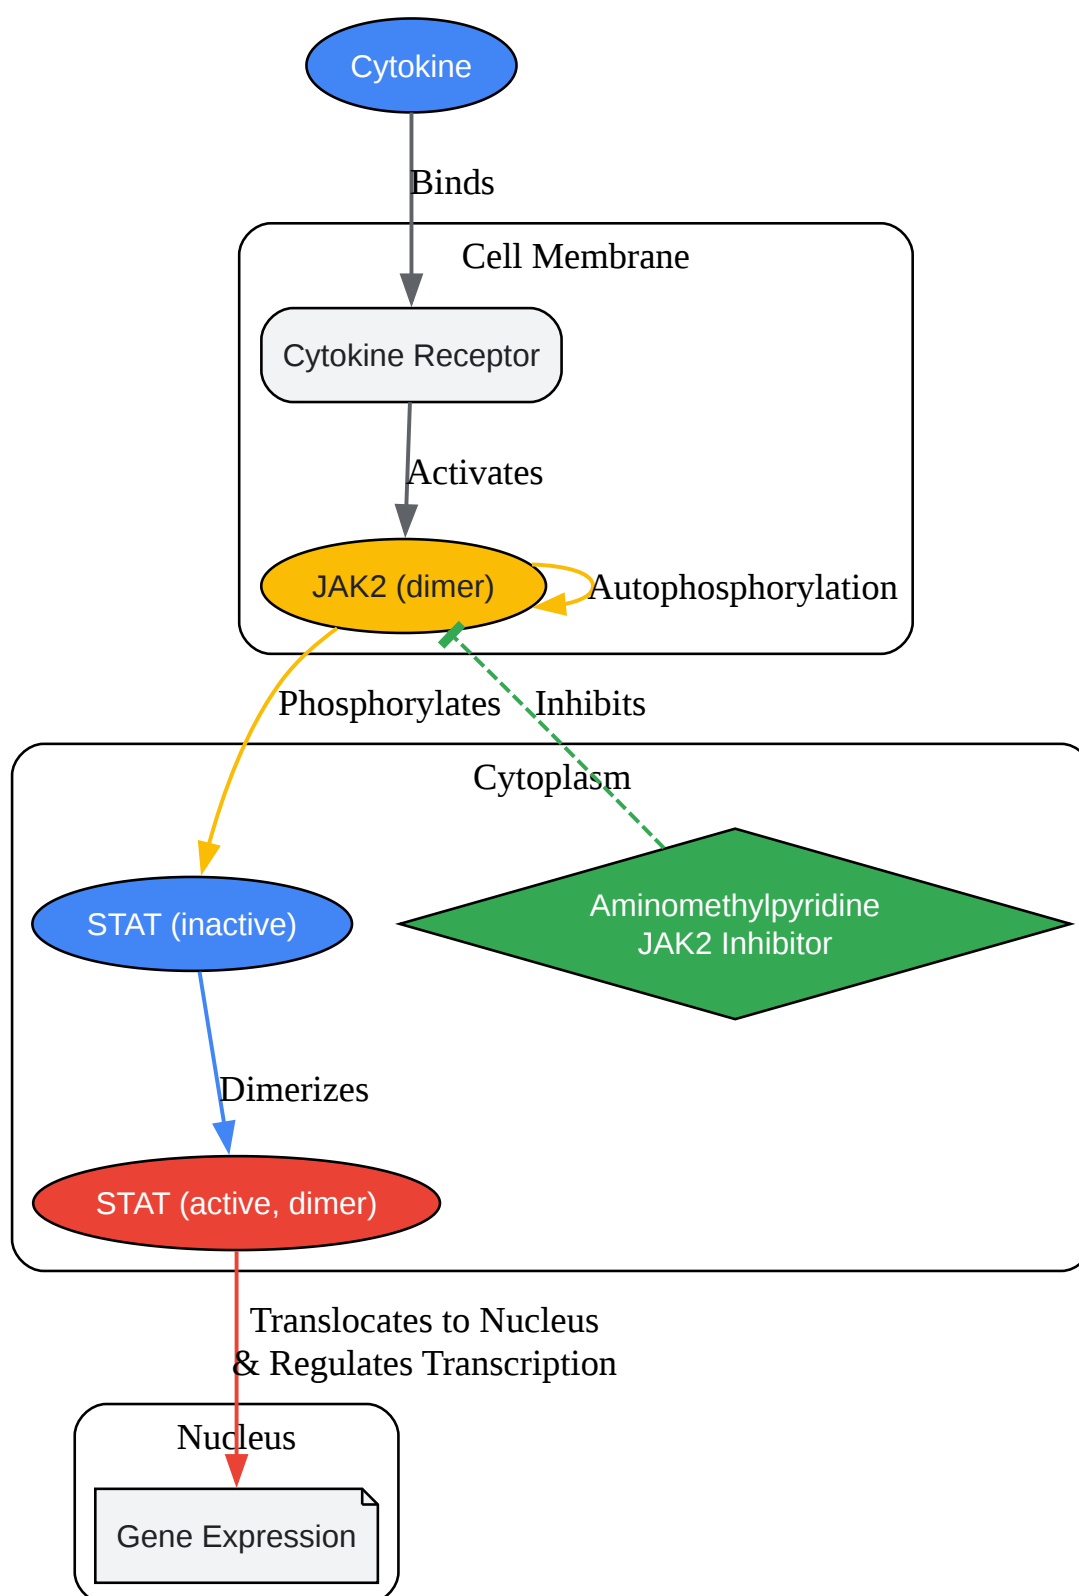 Cytokine
Binds
Cell Membrane
Cytokine Receptor
Activates
JAK2 (dimer)
Autophosphorylation
Phosphorylates
Inhibits
Cytoplasm
STAT (inactive)
Aminomethylpyridine
JAK2 Inhibitor
Dimerizes
STAT (active, dimer)
Translocates to Nucleus
& Regulates Transcription
Nucleus
Gene Expression